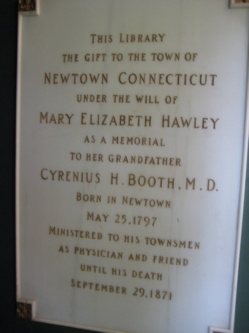 THIS LIBRARY
THE GIFT TO THE TOWN OF
NEWTOWN CONNECTICUT
UNDER THE WILL OF
MARY ELIZABETH HAWLEY
AS A MEMORIAL
TO HER GRANDFATHER
CYRENIUS H. BOOTH, M.D.
BORN IN NEWTOWN
MAY 25, 1797
MINISTERED TO HIS TOWNSMEN
AS PHYSICIAN AND FRIEND
UNTIL HIS DEATH
SEPTEMBER 29, 1871